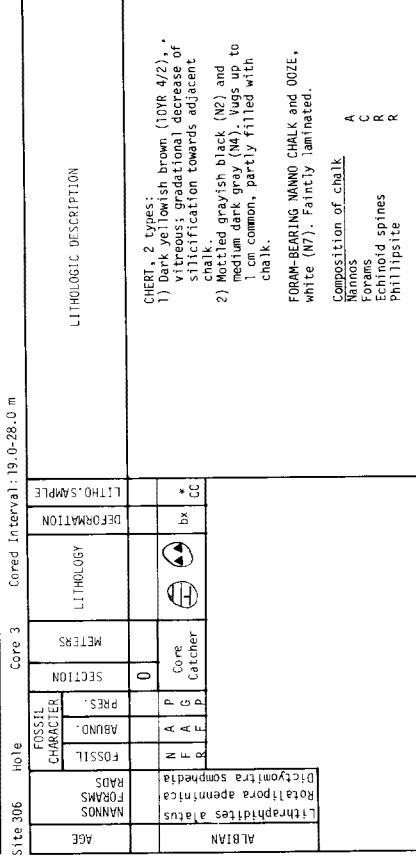 Site 306 Hole Core 3 Cored Interval: 19.0-28.0 m
AGE
NANNOS
FORAMS
RADS
FOSSIL
CHARACTER
FOSSIL
ABUND.
PRES.
SECTION
METERS
LITHOLOGY
DEFORMATION
LITHO.SAMPLE
LITHOLOGIC DESCRIPTION
ALBIAN
Lithraphidites alatus
Rotalipora apenninica
Dictyomitra somphedia
N A P
F A G
R F P
0
Core
Catcher
bx
*
CC
CHERT, 2 types:
1) Dark yellowish brown (10YR 4/2),
vitreous; gradational decrease of
silicification towards adjacent
chalk.
2) Mottled grayish black (N2) and
medium dark gray (N4). Vugs up to
1 cm common, partly filled with
chalk.
FORAM-BEARING NANNO CHALK and OOZE,
white (N7). Faintly laminated.
Composition of chalk
Nannos A
Forams C
Echinoid spines R
Phillipsite R